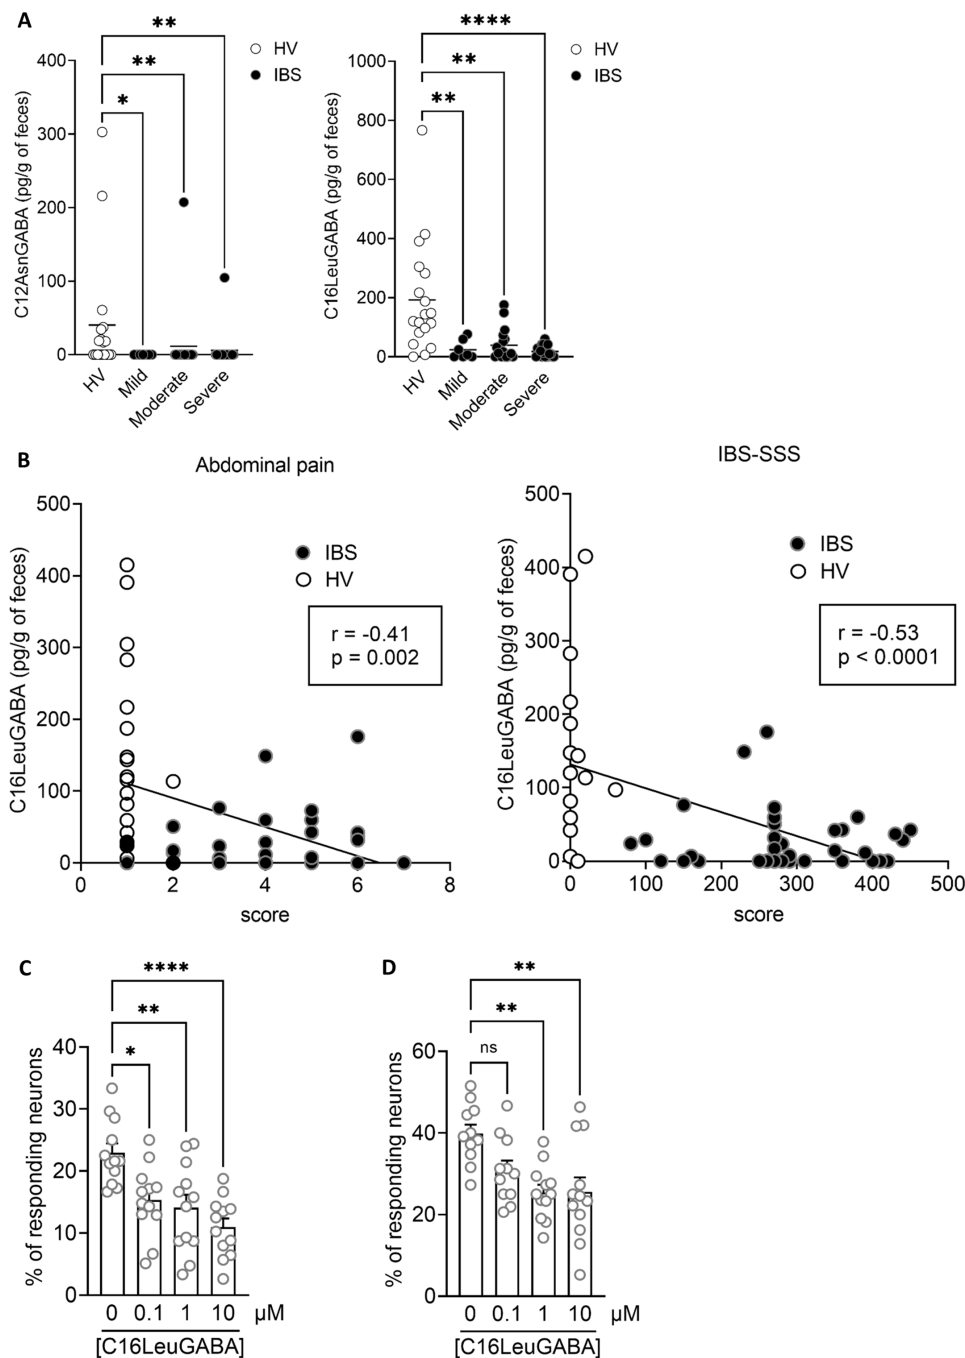 A
** ****
** **
* **
HV HV
IBS IBS
C12AsnGABA (pg/g of feces)
400
300
200
100
0
HV Mild Moderate Severe
C16LeuGABA (pg/g of feces)
1000
800
600
400
200
0
HV Mild Moderate Severe
B
Abdominal pain
C16LeuGABA (pg/g of feces)
500
400
300
200
100
0
IBS
HV
r = -0.41
p = 0.002
0 2 4 6 8
score
IBS-SSS
C16LeuGABA (pg/g of feces)
500
400
300
200
100
0
IBS
HV
r = -0.53
p < 0.0001
0 100 200 300 400 500
score
C
****
**
*
% of responding neurons
40
30
20
10
0
0 0.1 1 10 µM
[C16LeuGABA]
D
**
**
ns
% of responding neurons
60
40
20
0
0 0.1 1 10 µM
[C16LeuGABA]